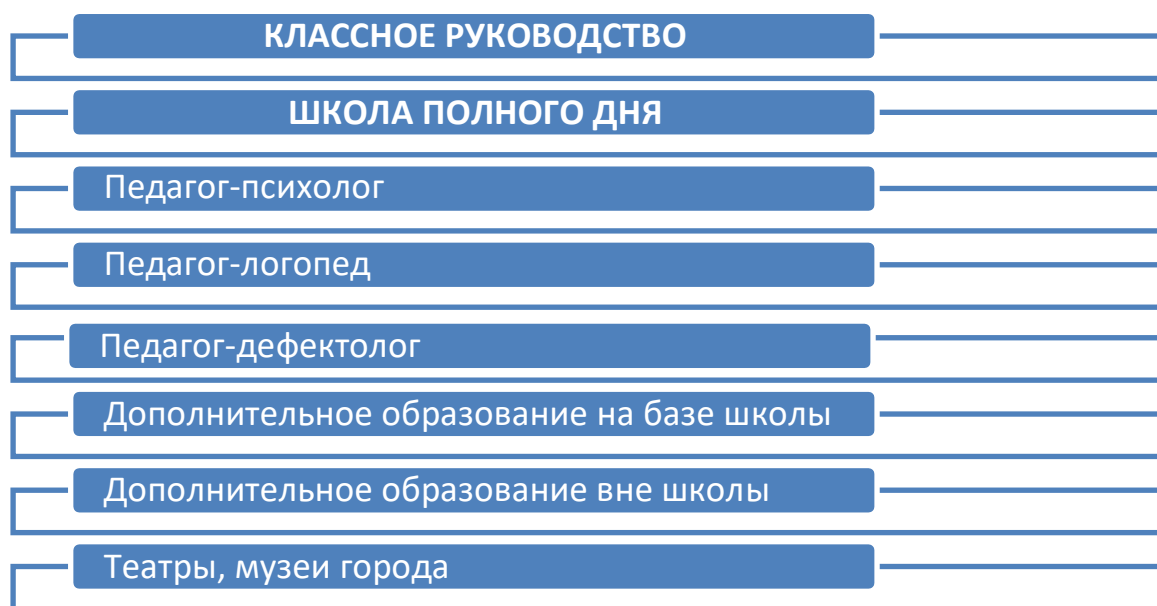 КЛАССНОЕ РУКОВОДСТВО
ШКОЛА ПОЛНОГО ДНЯ
Педагог-психолог
Педагог-логопед
Педагог-дефектолог
Дополнительное образование на базе школы
Дополнительное образование вне школы
Театры, музеи города